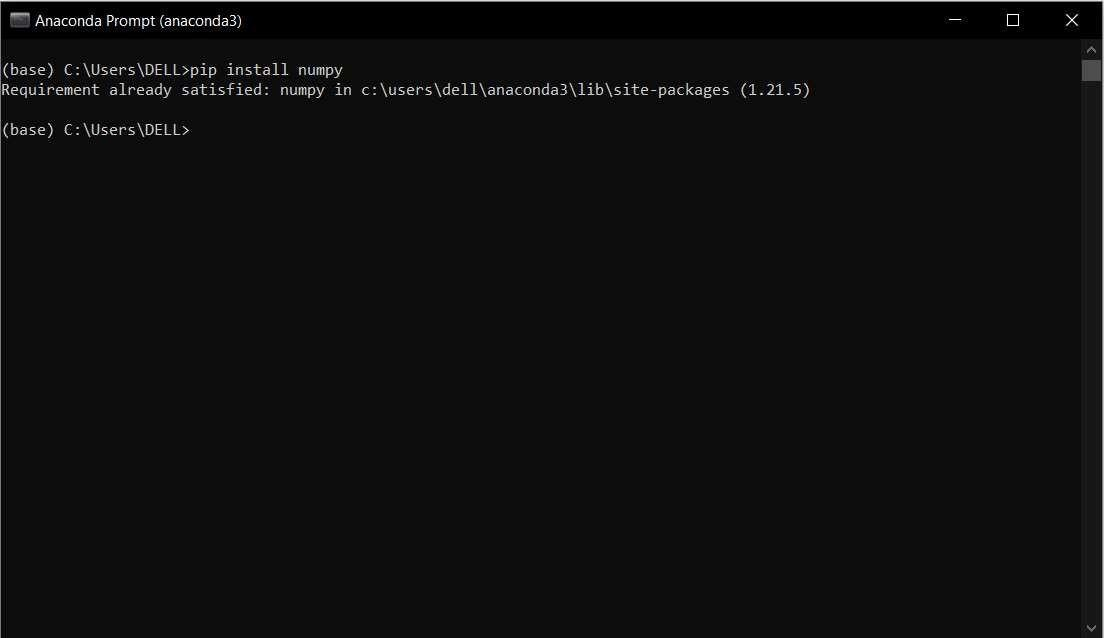 Anaconda Prompt (anaconda3)
(base) C:\Users\DELL>pip install numpy
Requirement already satisfied: numpy in c:\users\dell\anaconda3\lib\site-packages (1.21.5)
(base) C:\Users\DELL>